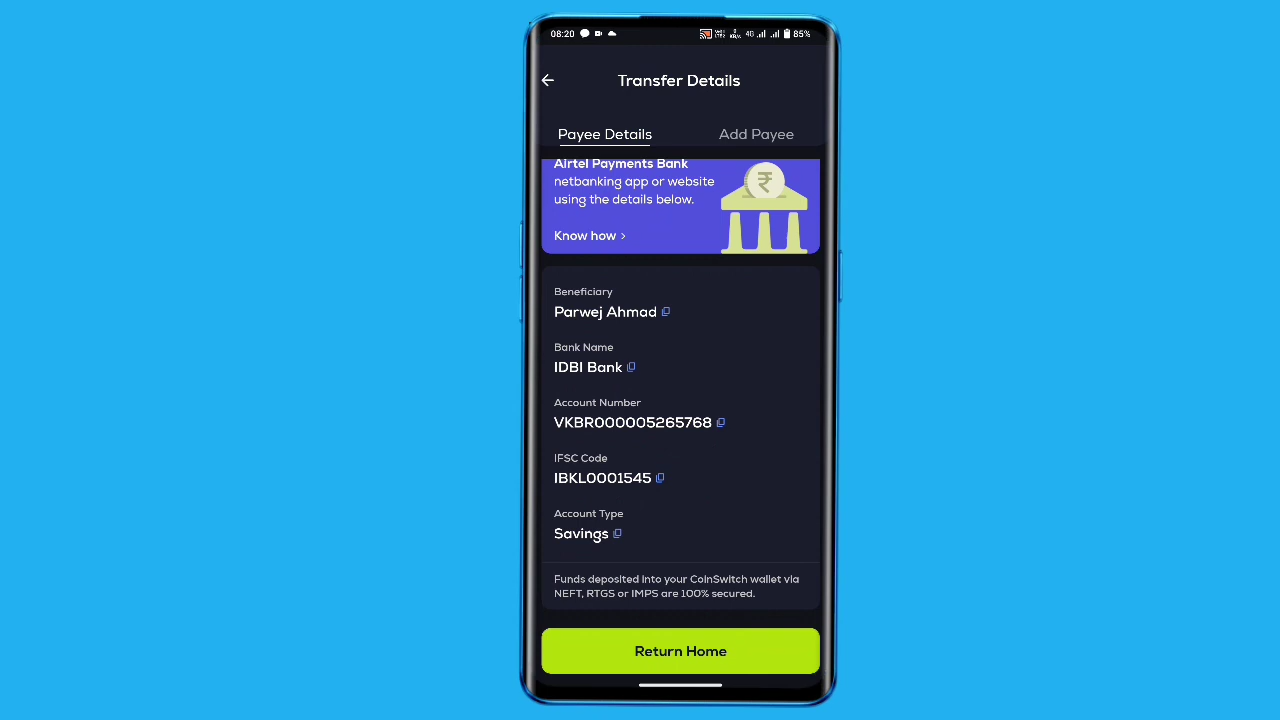 08:20
4G
85%
Transfer Details
Payee Details
Add Payee
Airtel Payments Bank
netbanking app or website
using the details below.
Know how >
Beneficiary
Parwej Ahmad
Bank Name
IDBI Bank
Account Number
VKBR000005265768
IFSC Code
IBKL0001545
Account Type
Savings
Funds deposited into your CoinSwitch wallet via
NEFT, RTGS or IMPS are 100% secured.
Return Home